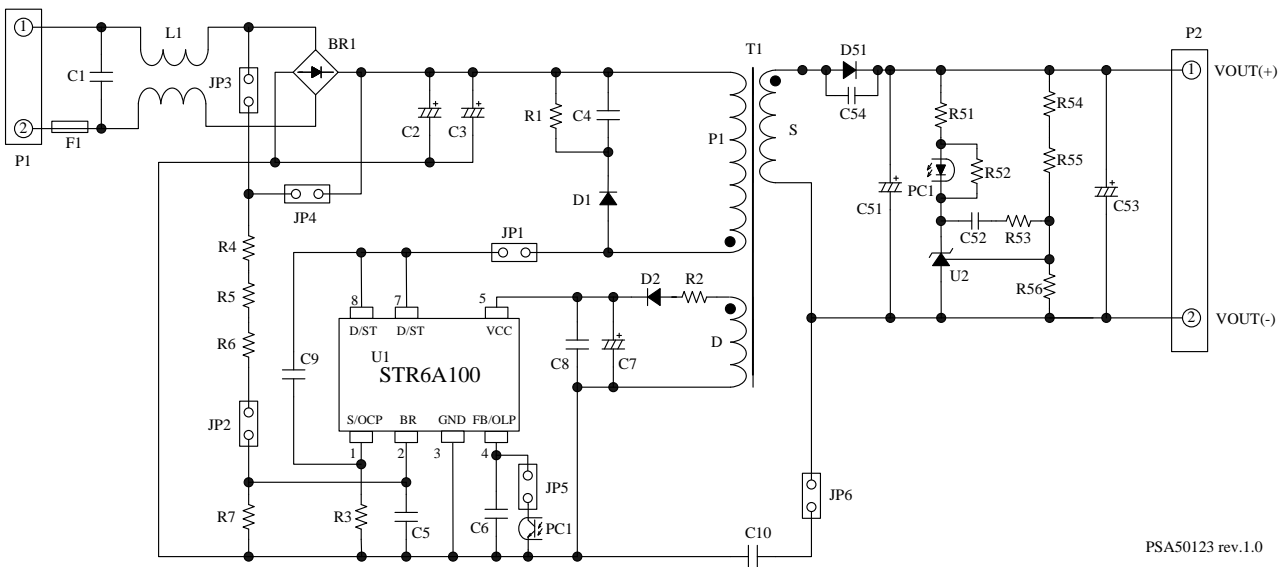 1
L1
BR1
T1
D51
P2
1
VOUT(+)
C1
JP3
C2
C3
R1
C4
P1
S
C54
R51
R54
2
F1
P1
R55
R52
PC1
D1
JP4
C51
C53
C52
R53
R4
JP1
U2
D2
R2
R56
R5
8
7
5
D/ST
D/ST
VCC
2
VOUT(-)
R6
C9
U1
STR6A100
C8
C7
D
JP2
S/OCP
BR
GND
FB/OLP
1
2
3
4
JP5
JP6
R7
R3
C5
C6
PC1
C10
PSA50123 rev.1.0